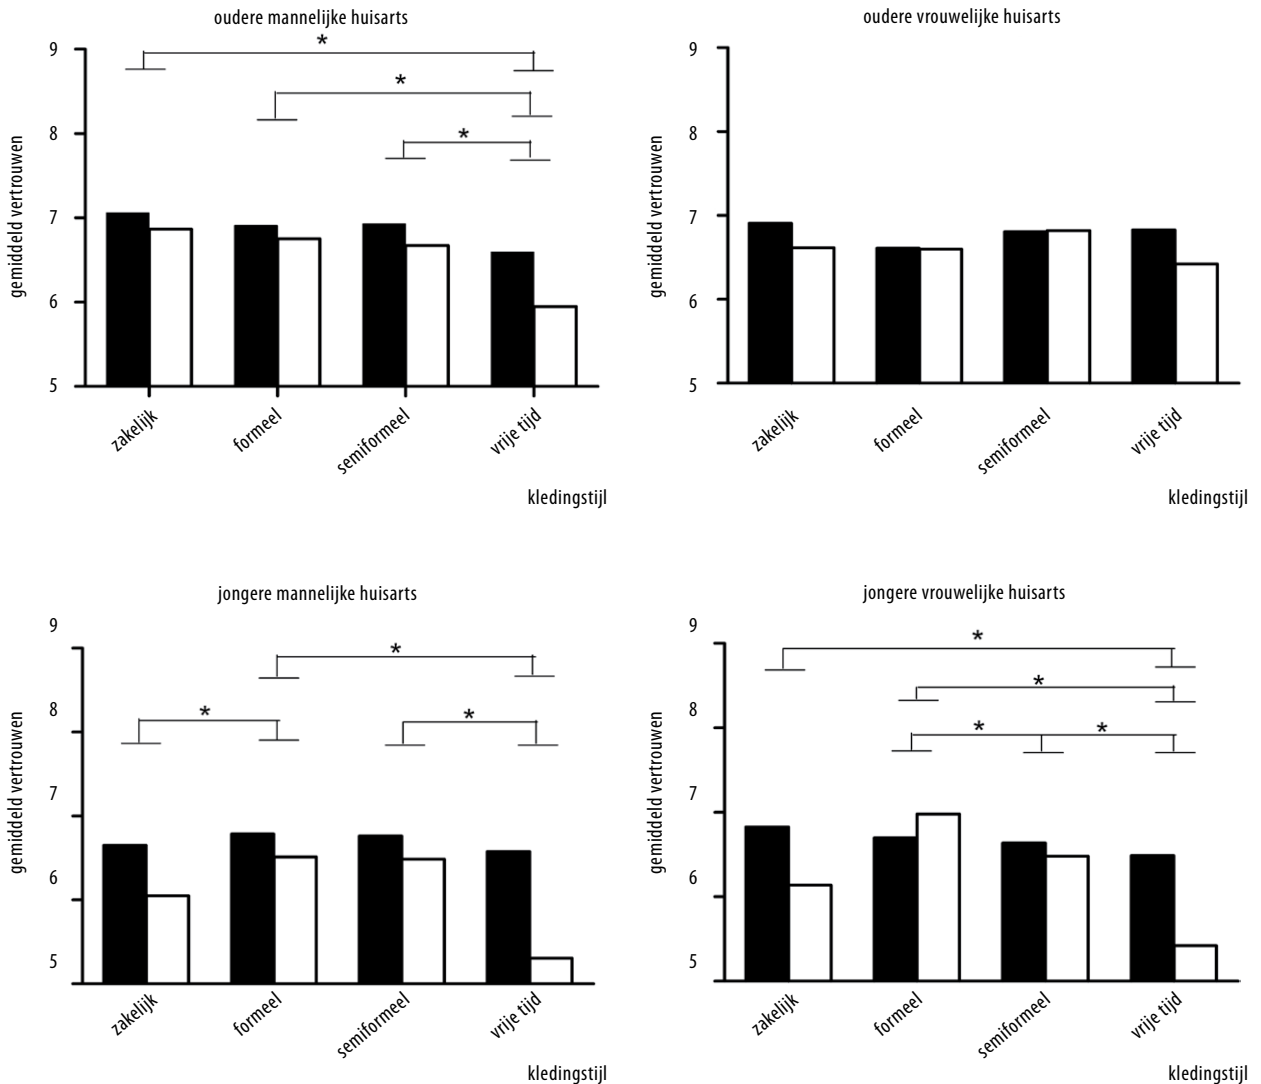 oudere mannelijke huisarts
gemiddeld vertrouwen
9
8
7
6
5
*
*
*
zakelijk
formeel
semiformeel
vrije tijd
kledingstijl
oudere vrouwelijke huisarts
gemiddeld vertrouwen
9
8
7
6
5
zakelijk
formeel
semiformeel
vrije tijd
kledingstijl
jongere mannelijke huisarts
gemiddeld vertrouwen
9
8
7
6
5
*
*
*
zakelijk
formeel
semiformeel
vrije tijd
kledingstijl
jongere vrouwelijke huisarts
gemiddeld vertrouwen
9
8
7
6
5
*
*
*
*
zakelijk
formeel
semiformeel
vrije tijd
kledingstijl